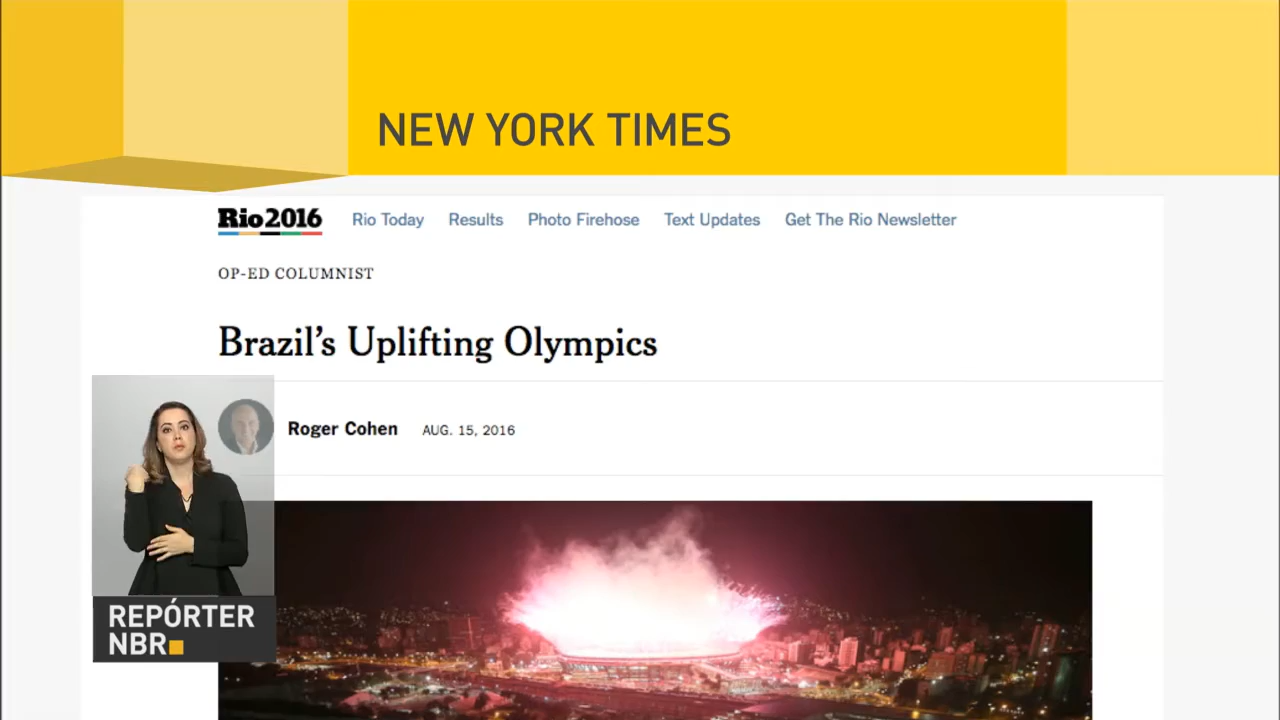 NEW YORK TIMES
Rio2016 Rio Today Results Photo Firehose Text Updates Get The Rio Newsletter
OP-ED COLUMNIST
Brazil's Uplifting Olympics
Roger Cohen AUG. 15, 2016
REPÓRTER
NBR